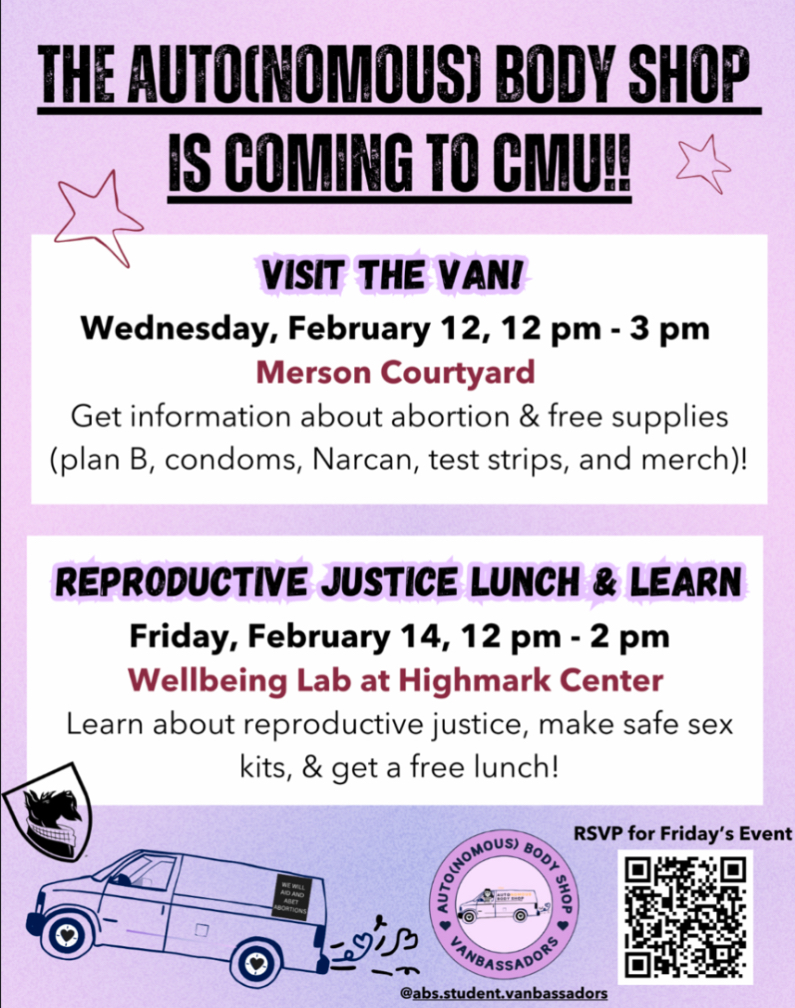 THE AUTO(NOMOUS) BODY SHOP
IS COMING TO CMU!!
VISIT THE VAN!
Wednesday, February 12, 12 pm - 3 pm
Merson Courtyard
Get information about abortion & free supplies
(plan B, condoms, Narcan, test strips, and merch)!
REPRODUCTIVE JUSTICE LUNCH & LEARN
Friday, February 14, 12 pm - 2 pm
Wellbeing Lab at Highmark Center
Learn about reproductive justice, make safe sex
kits, & get a free lunch!
RSVP for Friday's Event
WE WILL
AID AND
ABET
ABORTIONS
AUTO(NOMOUS) BODY SHOP
AUTO
BODY SHOP
VANBASSADORS
@abs.student.vanbassadors